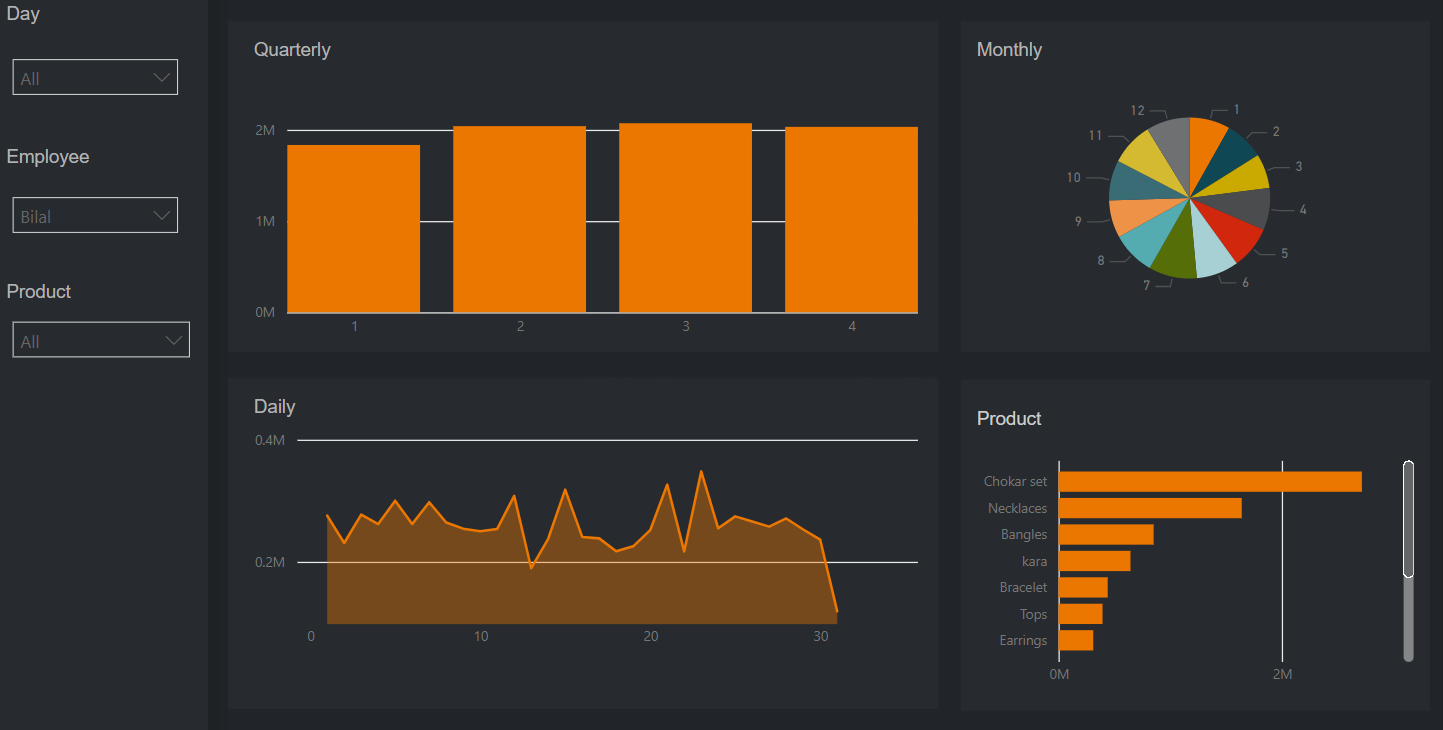 Day
All
Employee
Bilal
Product
All
Quarterly
2M
1M
0M
1 2 3 4
Monthly
12 1
11 2
10 3
9 4
8 5
7 6
Daily
0.4M
0.2M
0 10 20 30
Product
Chokar set
Necklaces
Bangles
kara
Bracelet
Tops
Earrings
0M 2M